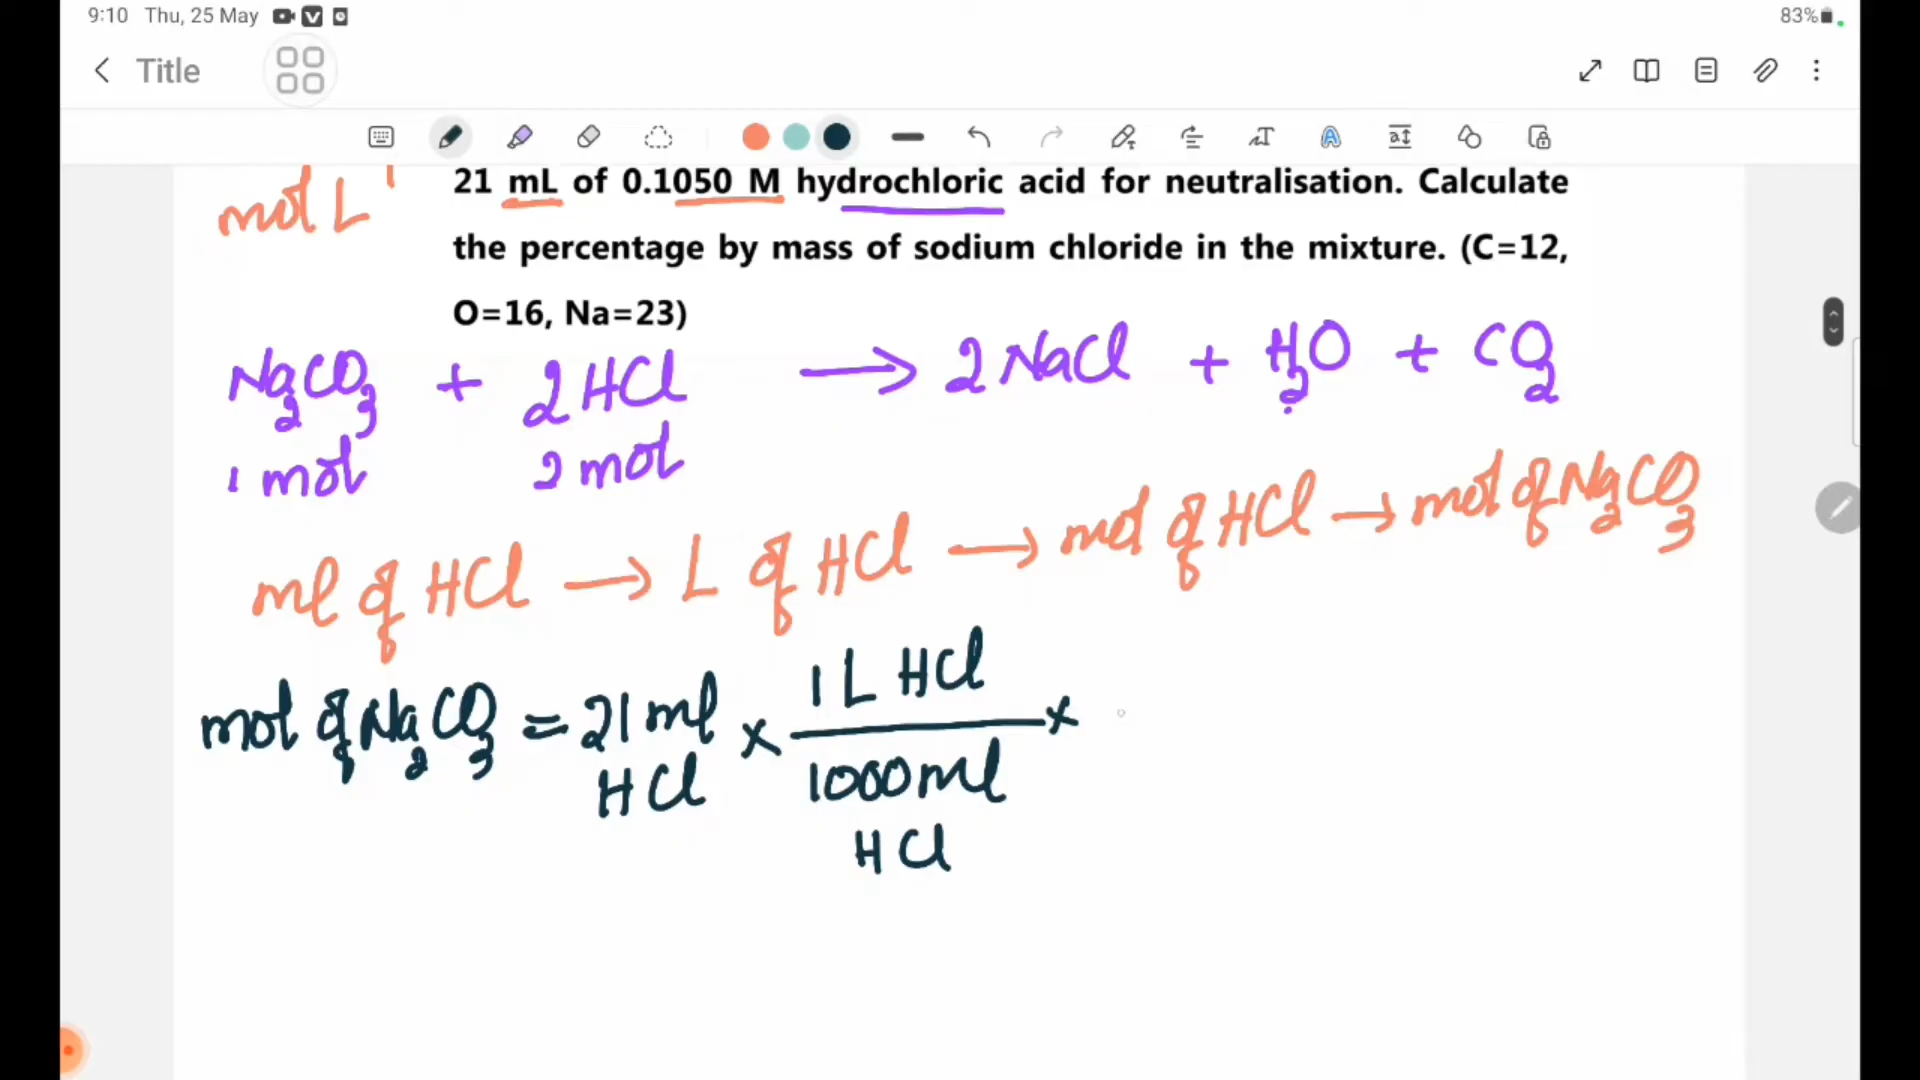 9:10 Thu, 25 May
83%
Title
mol L⁻¹
21 mL of 0.1050 M hydrochloric acid for neutralisation. Calculate
the percentage by mass of sodium chloride in the mixture. (C=12,
O=16, Na=23)
Na₂CO₃ + 2HCl → 2NaCl + H₂O + CO₂
1 mol 2 mol
ml of HCl → L of HCl → mol of HCl → mol of Na₂CO₃
mol of Na₂CO₃ = 21 ml HCl × 1 L HCl / 1000 ml HCl ×